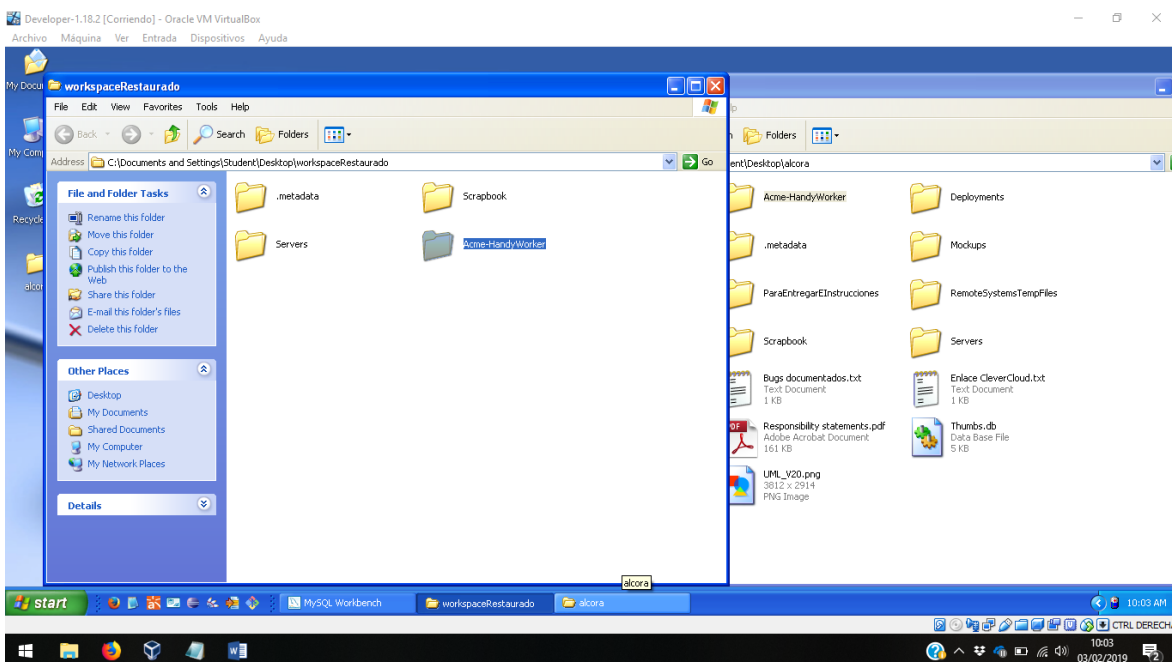 Developer-1.18.2 [Corriendo] - Oracle VM VirtualBox
Archivo Máquina Ver Entrada Dispositivos Ayuda
My Docu
workspaceRestaurado
File Edit View Favorites Tools Help
Back Search Folders
Folders
My Com
Address C:\Documents and Settings\Student\Desktop\workspaceRestaurado Go
ent\Desktop\alcora
File and Folder Tasks
Rename this folder
Move this folder
Copy this folder
Publish this folder to the
Web
Share this folder
E-mail this folder's files
Delete this folder
Other Places
Desktop
My Documents
Shared Documents
My Computer
My Network Places
Details
.metadata Scrapbook
Servers Acme-HandyWorker
Recycle
alcor
Acme-HandyWorker Deployments
.metadata Mockups
ParaEntregarEInstrucciones RemoteSystemsTempFiles
Scrapbook Servers
Bugs documentados.txt
Text Document
1 KB
Enlace CleverCloud.txt
Text Document
1 KB
Responsibility statements.pdf
Adobe Acrobat Document
161 KB
Thumbs.db
Data Base File
5 KB
UML_V20.png
3812 x 2914
PNG Image
alcora
start MySQL Workbench workspaceRestaurado alcora 10:03 AM
CTRL DERECH
10:03
03/02/2019